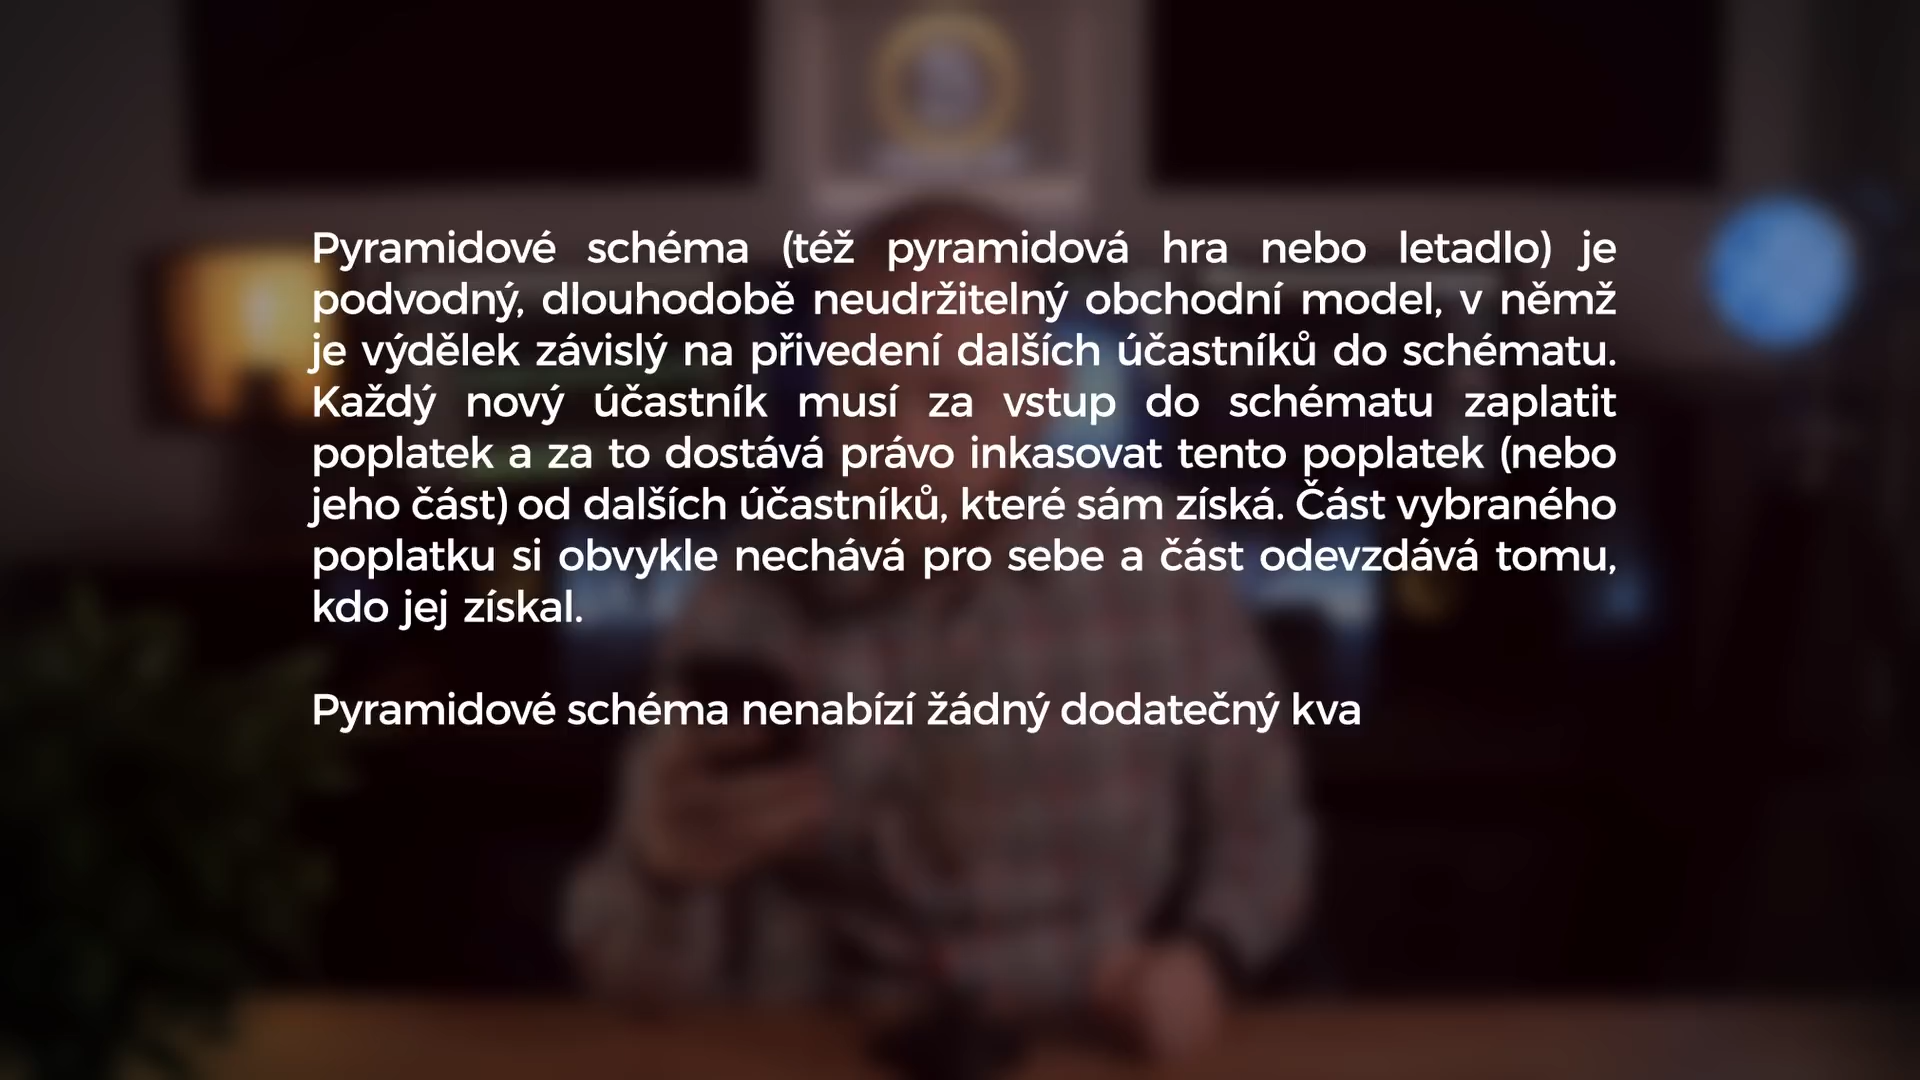 Pyramidové schéma (též pyramidová hra nebo letadlo) je
podvodný, dlouhodobě neudržitelný obchodní model, v němž
je výdělek závislý na přivedení dalších účastníků do schématu.
Každý nový účastník musí za vstup do schématu zaplatit
poplatek a za to dostává právo inkasovat tento poplatek (nebo
jeho část) od dalších účastníků, které sám získá. Část vybraného
poplatku si obvykle nechává pro sebe a část odevzdává tomu,
kdo jej získal.
Pyramidové schéma nenabízí žádný dodatečný kva